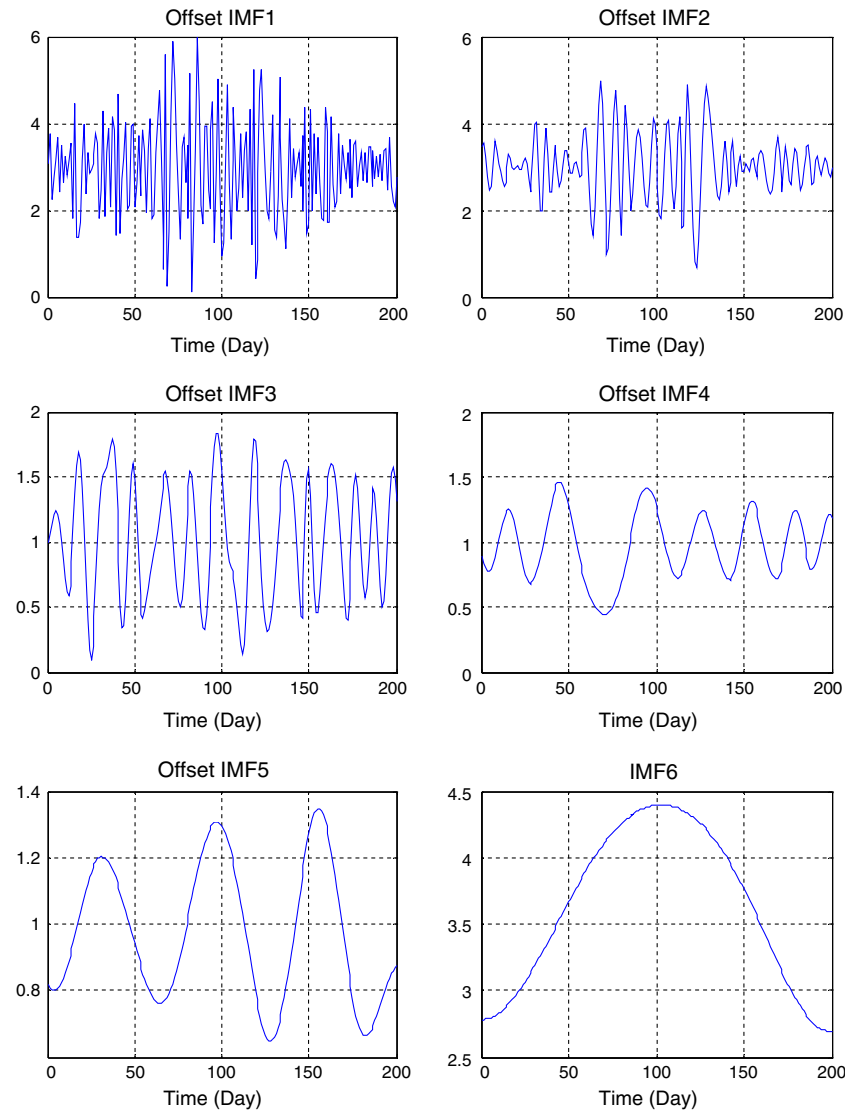 Offset IMF1
6
4
2
0
0 50 100 150 200
Time (Day)
Offset IMF2
6
4
2
0
0 50 100 150 200
Time (Day)
Offset IMF3
2
1.5
1
0.5
0
0 50 100 150 200
Time (Day)
Offset IMF4
2
1.5
1
0.5
0
0 50 100 150 200
Time (Day)
Offset IMF5
1.4
1.2
1
0.8
0 50 100 150 200
Time (Day)
IMF6
4.5
4
3.5
3
2.5
0 50 100 150 200
Time (Day)